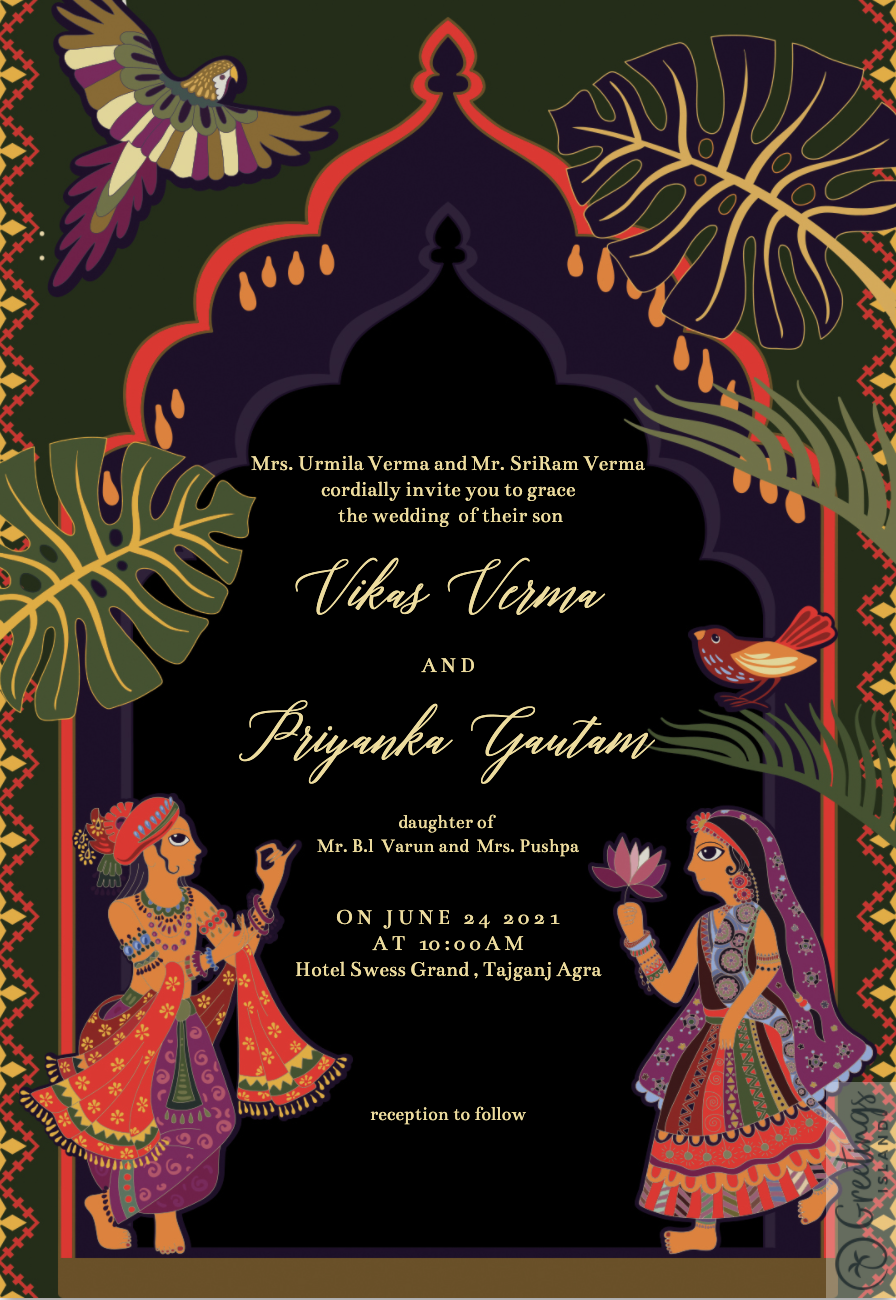 Mrs. Urmila Verma and Mr. SriRam Verma
cordially invite you to grace
the wedding of their son
Vikas Verma
AND
Priyanka Gautam
daughter of
Mr. B.l Varun and Mrs. Pushpa
ON JUNE 24 2021
AT 10:00AM
Hotel Swess Grand , Tajganj Agra
reception to follow
Greetings
ISLAND